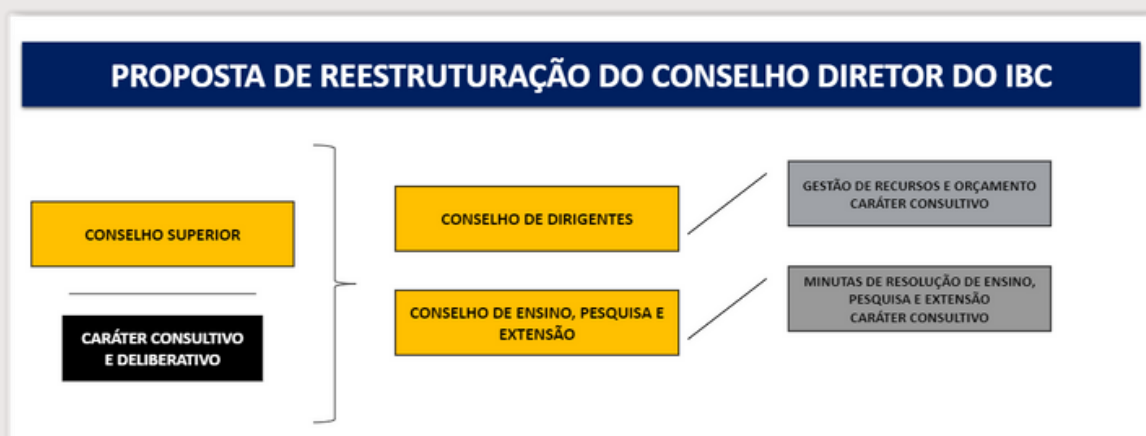 PROPOSTA DE REESTRUTURAÇÃO DO CONSELHO DIRETOR DO IBC
CONSELHO SUPERIOR
CARÁTER CONSULTIVO
E DELIBERATIVO
CONSELHO DE DIRIGENTES
GESTÃO DE RECURSOS E ORÇAMENTO
CARÁTER CONSULTIVO
CONSELHO DE ENSINO, PESQUISA E
EXTENSÃO
MINUTAS DE RESOLUÇÃO DE ENSINO,
PESQUISA E EXTENSÃO
CARÁTER CONSULTIVO